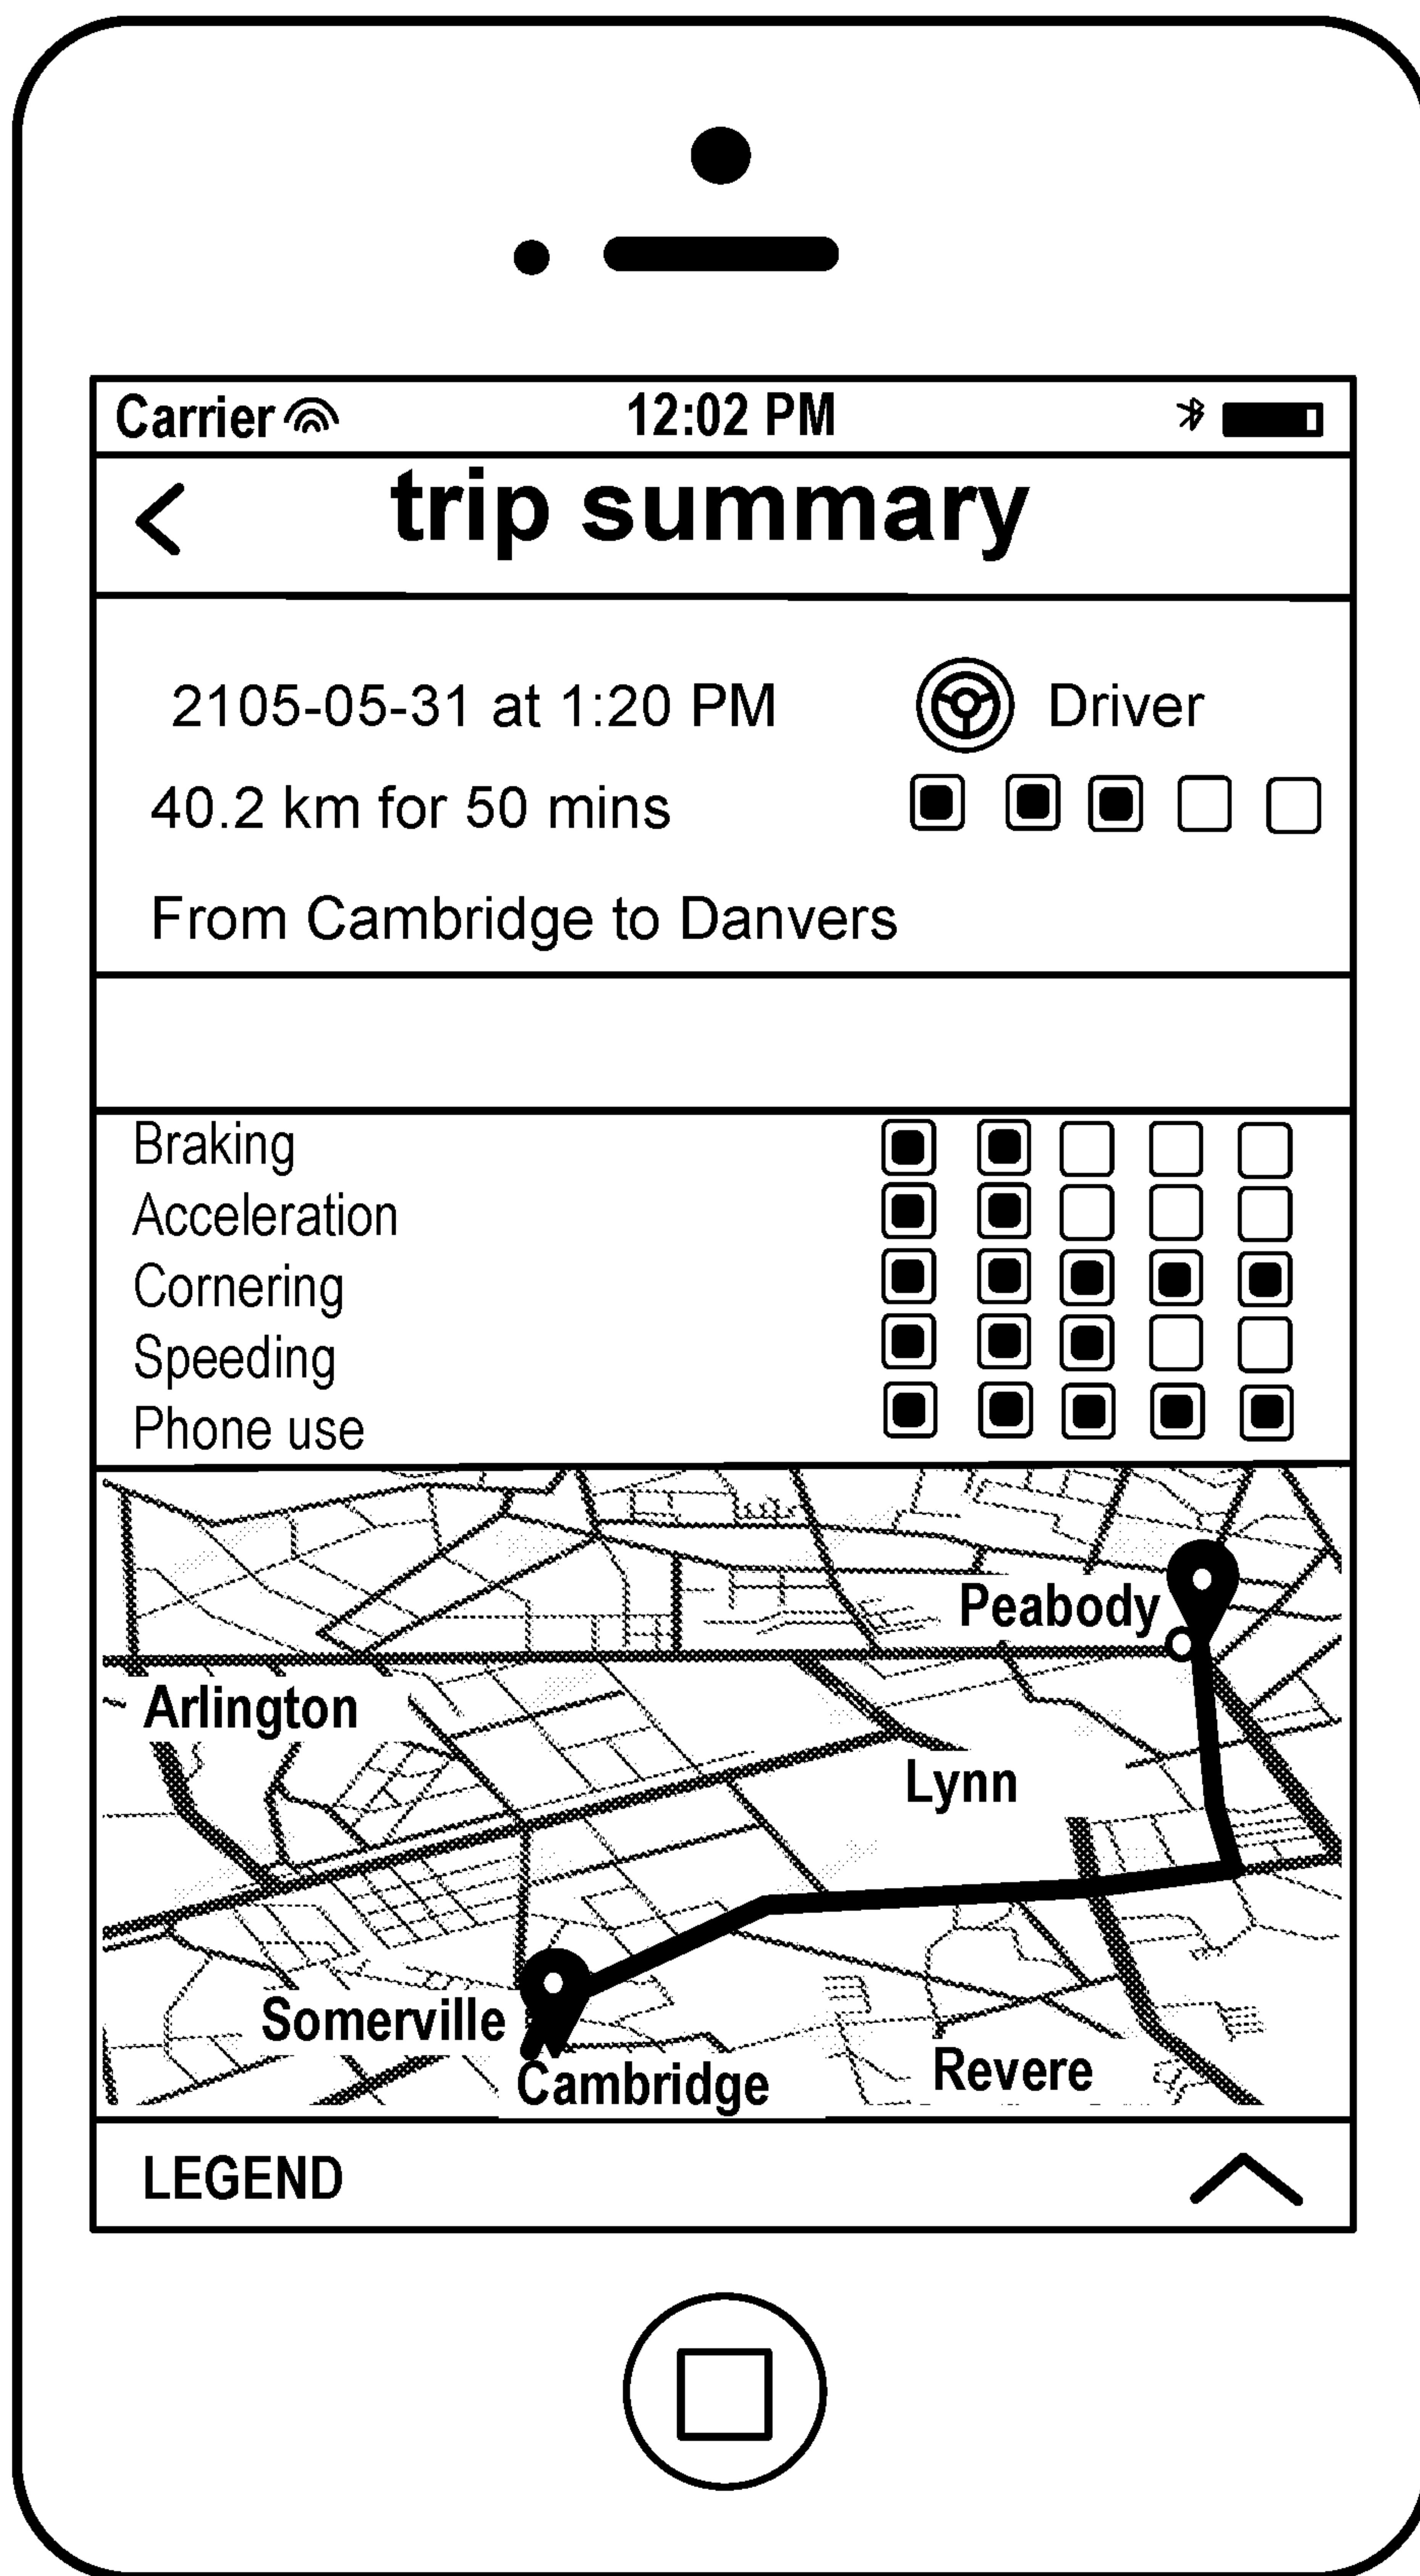 Carrier 12:02 PM
trip summary
2105-05-31 at 1:20 PM Driver
40.2 km for 50 mins
From Cambridge to Danvers
Braking
Acceleration
Cornering
Speeding
Phone use
Peabody
Arlington
Lynn
Somerville
Cambridge
Revere
LEGEND